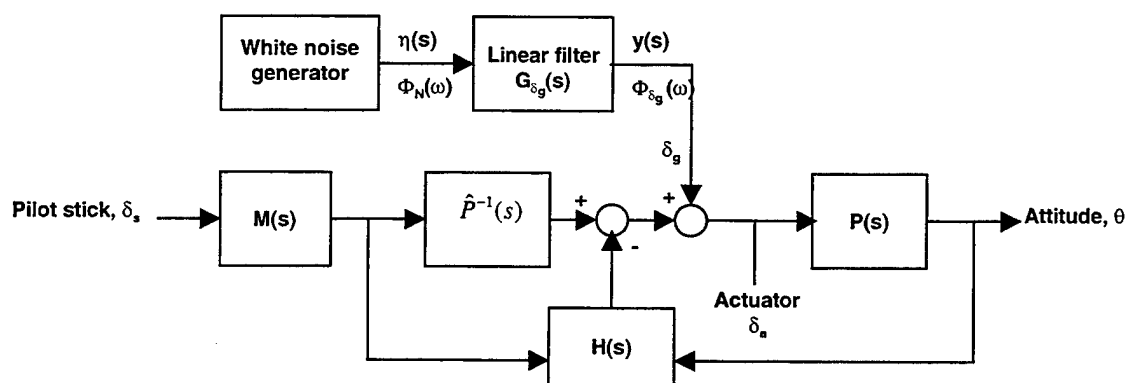 White noise
generator
η(s)
Φ_N(ω)
Linear filter
G_δg(s)
y(s)
Φ_δg(ω)
δ_g
Pilot stick, δ_s
M(s)
P̂⁻¹(s)
+
+
-
P(s)
Attitude, θ
Actuator
δ_a
H(s)